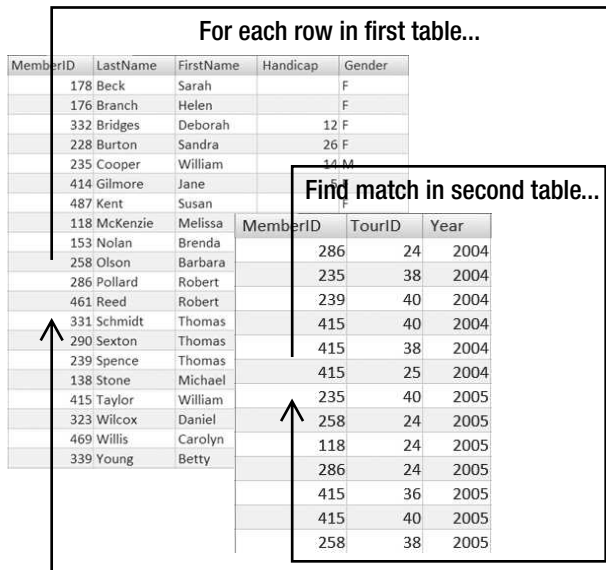 For each row in first table...
MemberID LastName FirstName Handicap Gender
178 Beck Sarah F
176 Branch Helen F
332 Bridges Deborah 12 F
228 Burton Sandra 26 F
235 Cooper William 14 M
414 Gilmore Jane
487 Kent Susan F
118 McKenzie Melissa
153 Nolan Brenda
258 Olson Barbara
286 Pollard Robert
461 Reed Robert
331 Schmidt Thomas
290 Sexton Thomas
239 Spence Thomas
138 Stone Michael
415 Taylor William
323 Wilcox Daniel
469 Willis Carolyn
339 Young Betty
Find match in second table...
MemberID TourID Year
286 24 2004
235 38 2004
239 40 2004
415 40 2004
415 38 2004
415 25 2004
235 40 2005
258 24 2005
118 24 2005
286 24 2005
415 36 2005
415 40 2005
258 38 2005